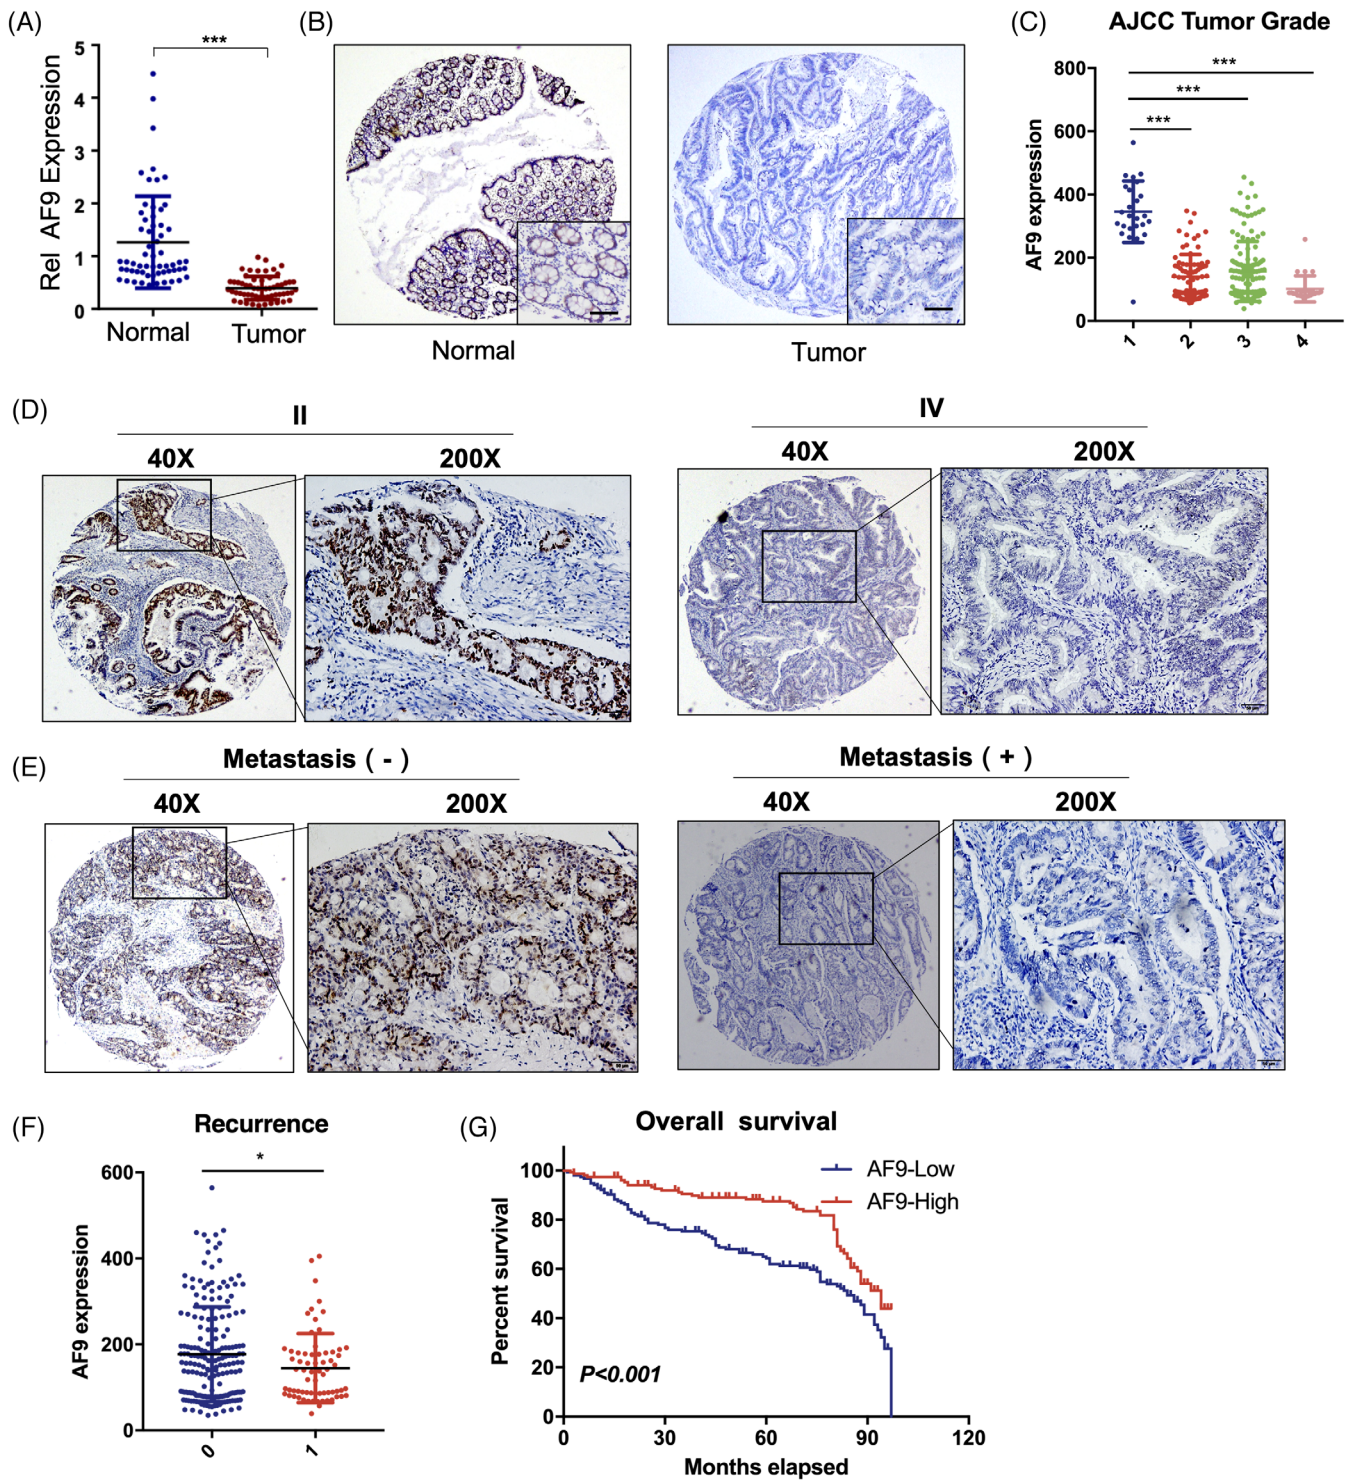 (A)
Rel AF9 Expression
5
4
3
2
1
0
***
Normal
Tumor
(B)
Normal
Tumor
(C)
AJCC Tumor Grade
AF9 expression
800
600
400
200
0
***
***
***
1
2
3
4
(D)
II
40X
200X
IV
40X
200X
(E)
Metastasis ( - )
40X
200X
Metastasis ( + )
40X
200X
(F)
Recurrence
*
AF9 expression
600
400
200
0
0
1
(G)
Overall survival
AF9-Low
AF9-High
Percent survival
100
80
60
40
20
0
P<0.001
0
30
60
90
120
Months elapsed